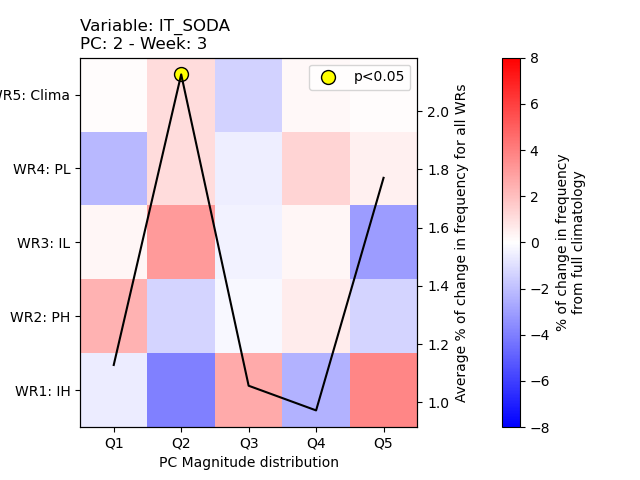 Variable: IT_SODA
PC: 2 - Week: 3
p<0.05
WR5: Clima
WR4: PL
WR3: IL
WR2: PH
WR1: IH
Q1 Q2 Q3 Q4 Q5
PC Magnitude distribution
2.0
1.8
1.6
1.4
1.2
1.0
Average % of change in frequency for all WRs
8
6
4
2
0
−2
−4
−6
−8
% of change in frequency
from full climatology